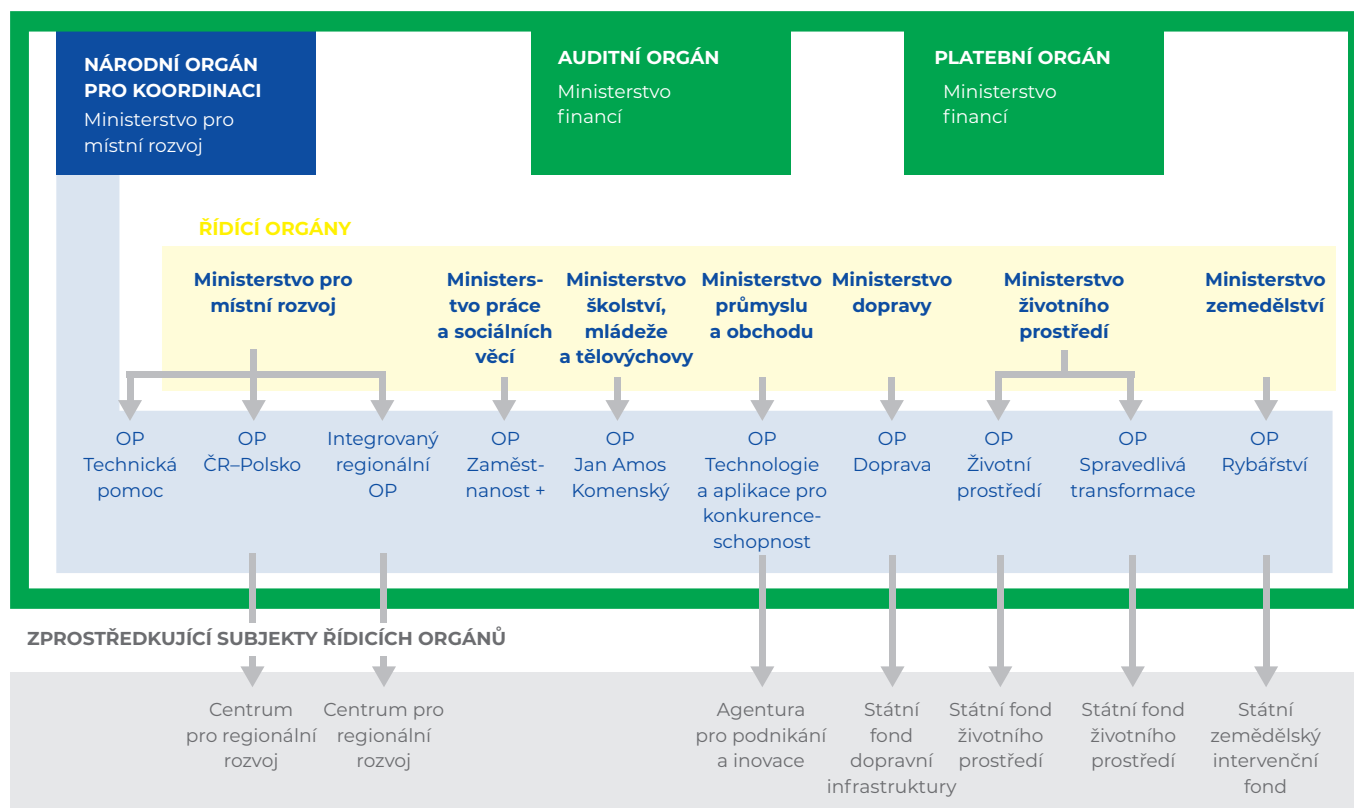 NÁRODNÍ ORGÁN
PRO KOORDINACI
Ministerstvo pro
místní rozvoj
AUDITNÍ ORGÁN
Ministerstvo
financí
PLATEBNÍ ORGÁN
Ministerstvo
financí
ŘÍDÍCÍ ORGÁNY
Ministerstvo pro
místní rozvoj
Ministers-
tvo práce
a sociálních
věcí
Ministerstvo
školství,
mládeže
a tělovýchovy
Ministerstvo
průmyslu
a obchodu
Ministerstvo
dopravy
Ministerstvo
životního
prostředí
Ministerstvo
zemedělství
OP
Technická
pomoc
OP
ČR–Polsko
Integrovaný
regionální
OP
OP
Zaměst-
nanost +
OP
Jan Amos
Komenský
OP
Technologie
a aplikace pro
konkurence-
schopnost
OP
Doprava
OP
Životní
prostředí
OP
Spravedlivá
transformace
OP
Rybářství
ZPROSTŘEDKUJÍCÍ SUBJEKTY ŘÍDICÍCH ORGÁNŮ
Centrum
pro regionální
rozvoj
Centrum pro
regionální
rozvoj
Agentura
pro podnikání
a inovace
Státní
fond
dopravní
infrastruktury
Státní fond
životního
prostředí
Státní fond
životního
prostředí
Státní
zemědělský
intervenční
fond